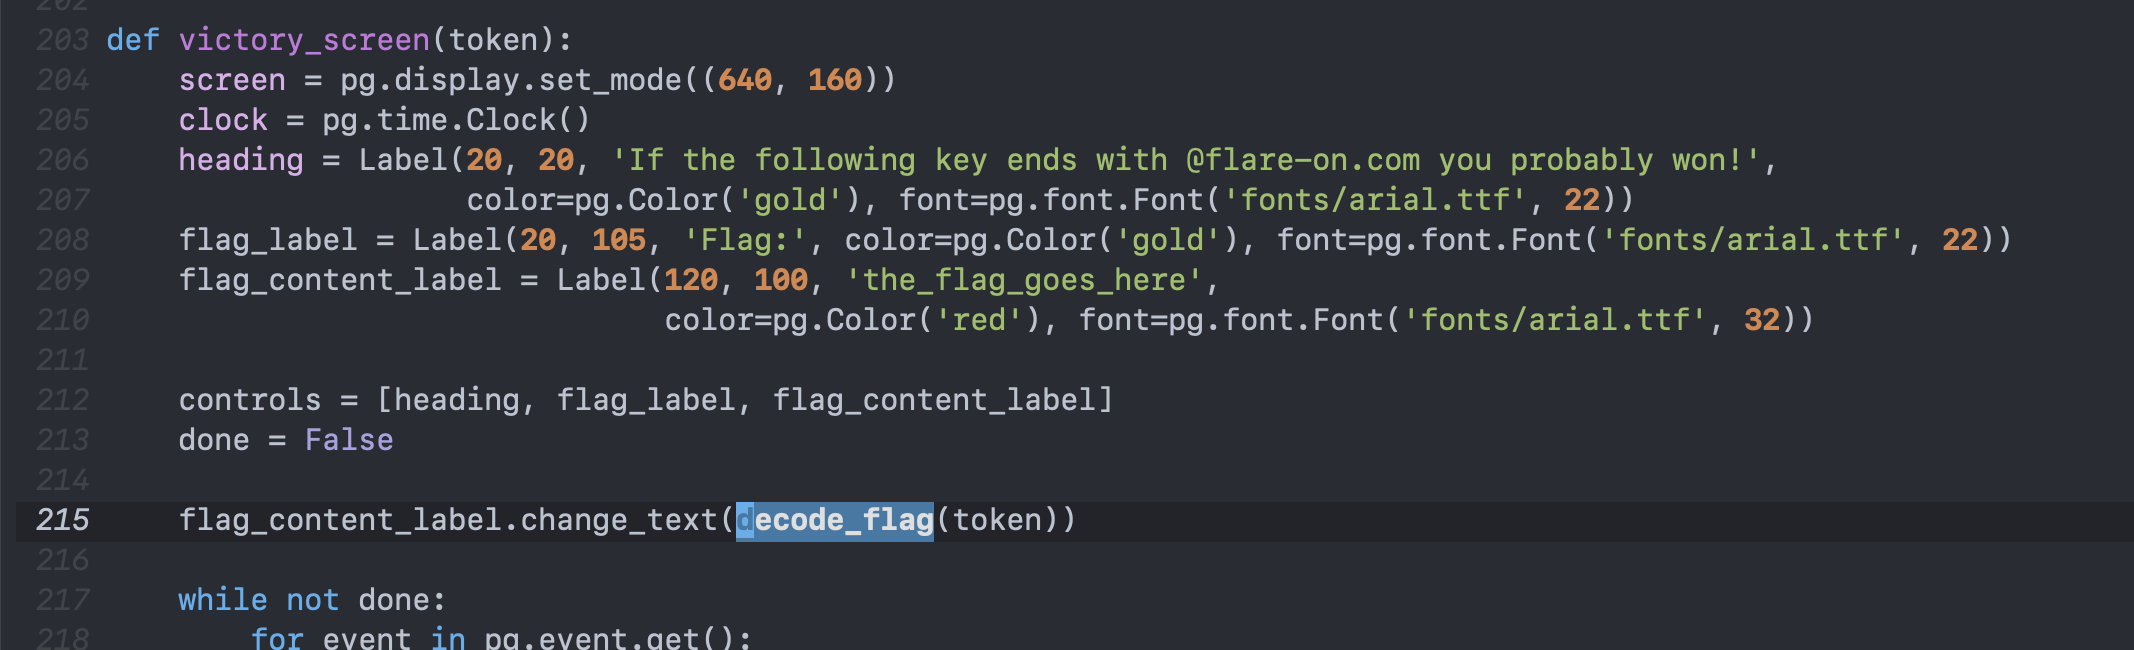 202
203 def victory_screen(token):
204     screen = pg.display.set_mode((640, 160))
205     clock = pg.time.Clock()
206     heading = Label(20, 20, 'If the following key ends with @flare-on.com you probably won!',
207                     color=pg.Color('gold'), font=pg.font.Font('fonts/arial.ttf', 22))
208     flag_label = Label(20, 105, 'Flag:', color=pg.Color('gold'), font=pg.font.Font('fonts/arial.ttf', 22))
209     flag_content_label = Label(120, 100, 'the_flag_goes_here',
210                                color=pg.Color('red'), font=pg.font.Font('fonts/arial.ttf', 32))
211
212     controls = [heading, flag_label, flag_content_label]
213     done = False
214
215     flag_content_label.change_text(decode_flag(token))
216
217     while not done:
218         for event in pg.event.get():